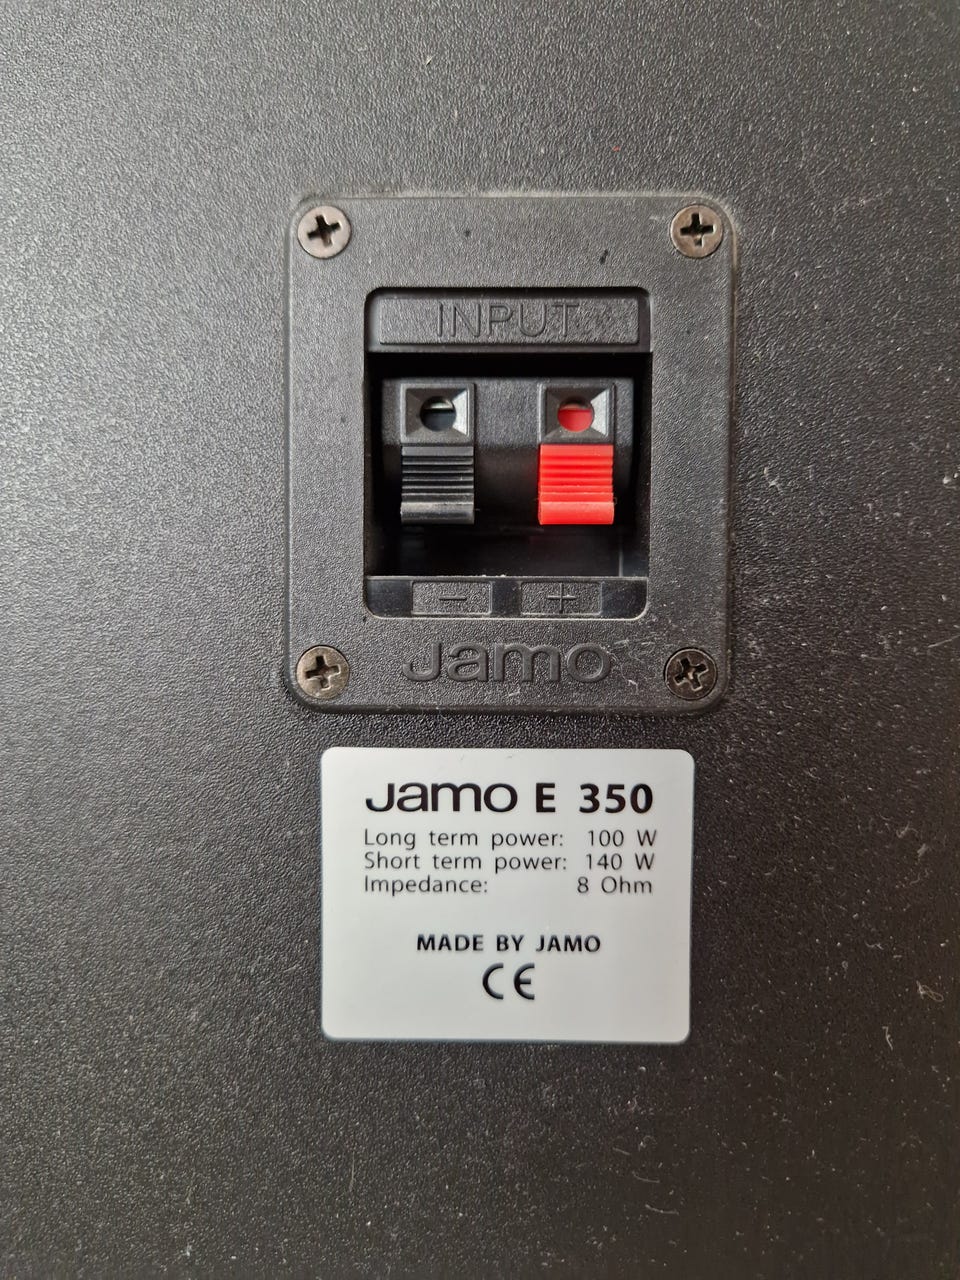 INPUT
- +
Jamo
Jamo E 350
Long term power: 100 W
Short term power: 140 W
Impedance: 8 Ohm
MADE BY JAMO
CE